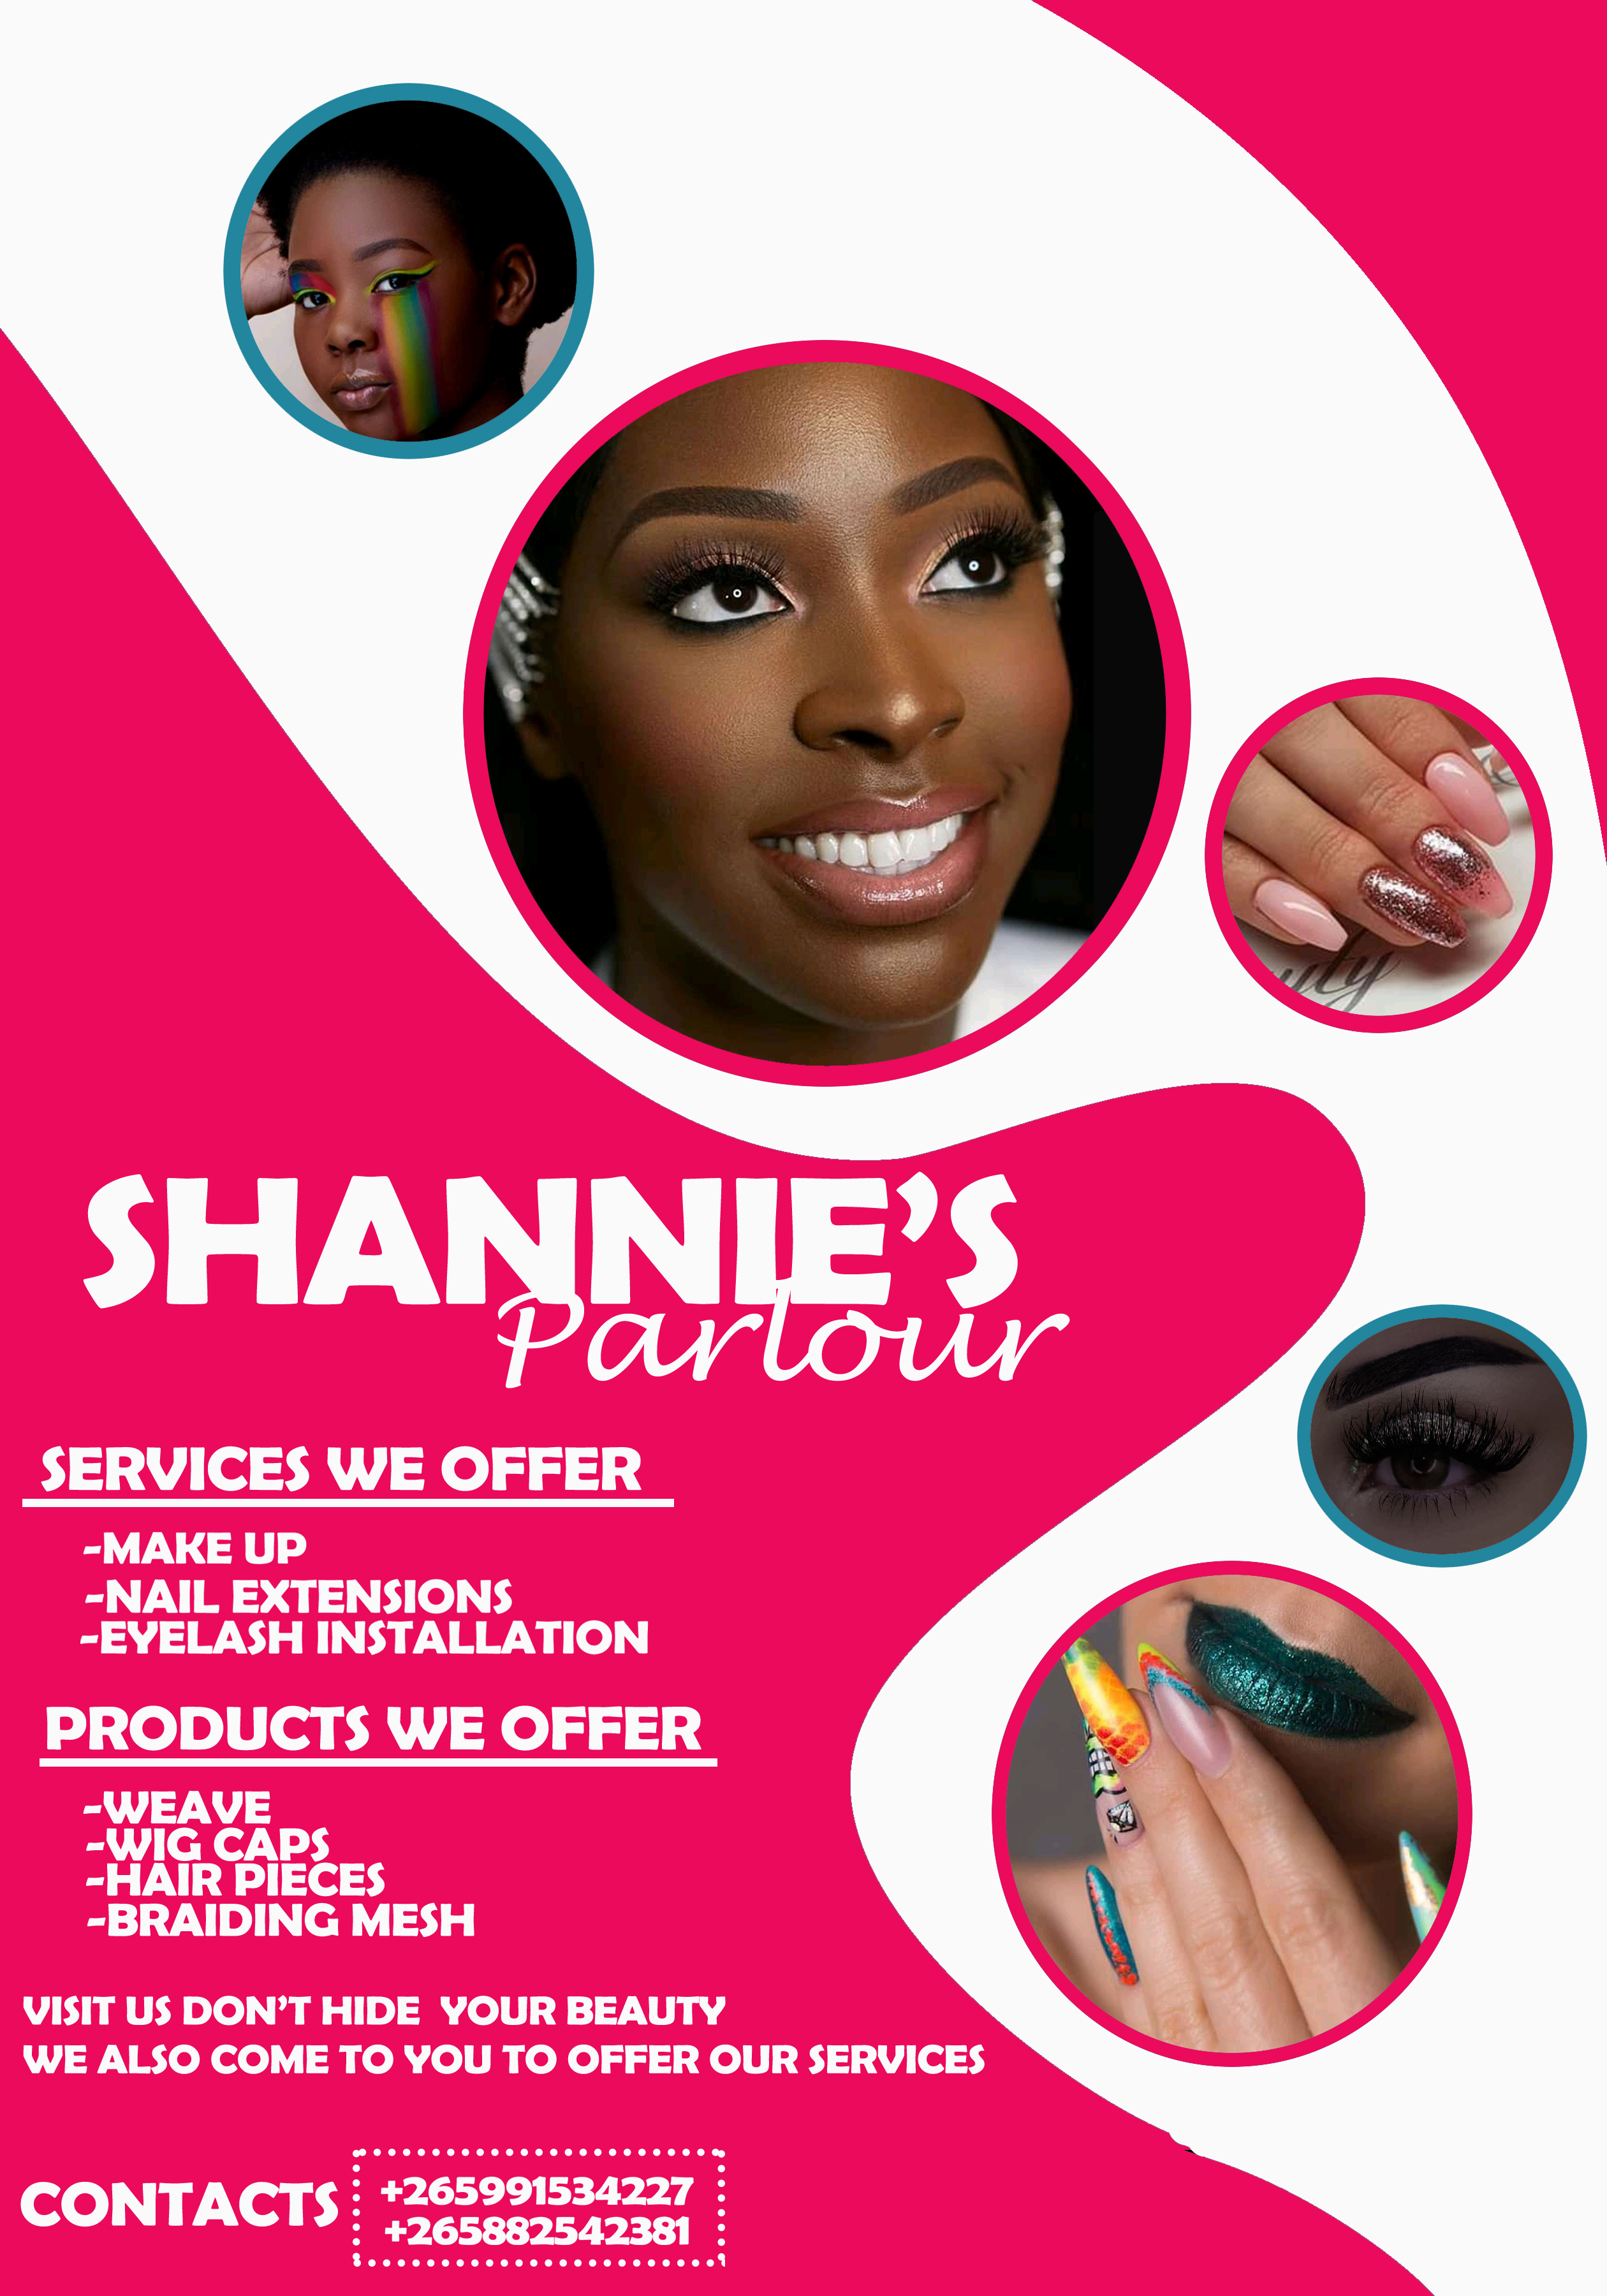 SHANNIE’S
Parlour
SERVICES WE OFFER
-MAKE UP
-NAIL EXTENSIONS
-EYELASH INSTALLATION
PRODUCTS WE OFFER
-WEAVE
-WIG CAPS
-HAIR PIECES
-BRAIDING MESH
VISIT US DON’T HIDE YOUR BEAUTY
WE ALSO COME TO YOU TO OFFER OUR SERVICES
CONTACTS
+265991534227
+265882542381